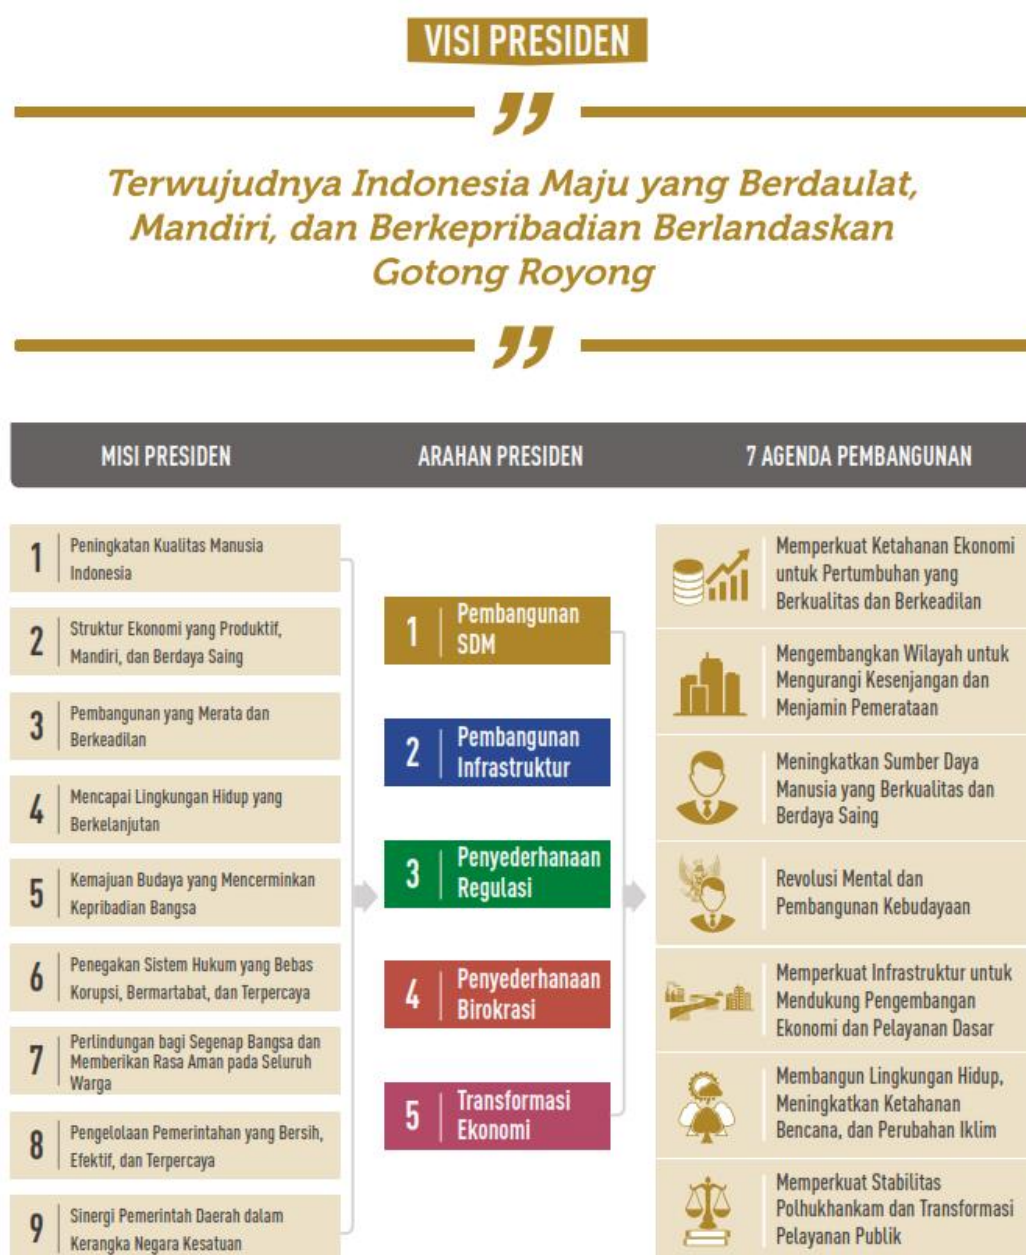 VISI PRESIDEN
”
Terwujudnya Indonesia Maju yang Berdaulat,
Mandiri, dan Berkepribadian Berlandaskan
Gotong Royong
”
MISI PRESIDEN
1
Peningkatan Kualitas Manusia
Indonesia
2
Struktur Ekonomi yang Produktif,
Mandiri, dan Berdaya Saing
3
Pembangunan yang Merata dan
Berkeadilan
4
Mencapai Lingkungan Hidup yang
Berkelanjutan
5
Kemajuan Budaya yang Mencerminkan
Kepribadian Bangsa
6
Penegakan Sistem Hukum yang Bebas
Korupsi, Bermartabat, dan Terpercaya
7
Perlindungan bagi Segenap Bangsa dan
Memberikan Rasa Aman pada Seluruh
Warga
8
Pengelolaan Pemerintahan yang Bersih,
Efektif, dan Terpercaya
9
Sinergi Pemerintah Daerah dalam
Kerangka Negara Kesatuan
ARAHAN PRESIDEN
1
Pembangunan
SDM
2
Pembangunan
Infrastruktur
3
Penyederhanaan
Regulasi
4
Penyederhanaan
Birokrasi
5
Transformasi
Ekonomi
7 AGENDA PEMBANGUNAN
Memperkuat Ketahanan Ekonomi
untuk Pertumbuhan yang
Berkualitas dan Berkeadilan
Mengembangkan Wilayah untuk
Mengurangi Kesenjangan dan
Menjamin Pemerataan
Meningkatkan Sumber Daya
Manusia yang Berkualitas dan
Berdaya Saing
Revolusi Mental dan
Pembangunan Kebudayaan
Memperkuat Infrastruktur untuk
Mendukung Pengembangan
Ekonomi dan Pelayanan Dasar
Membangun Lingkungan Hidup,
Meningkatkan Ketahanan
Bencana, dan Perubahan Iklim
Memperkuat Stabilitas
Polhukhankam dan Transformasi
Pelayanan Publik